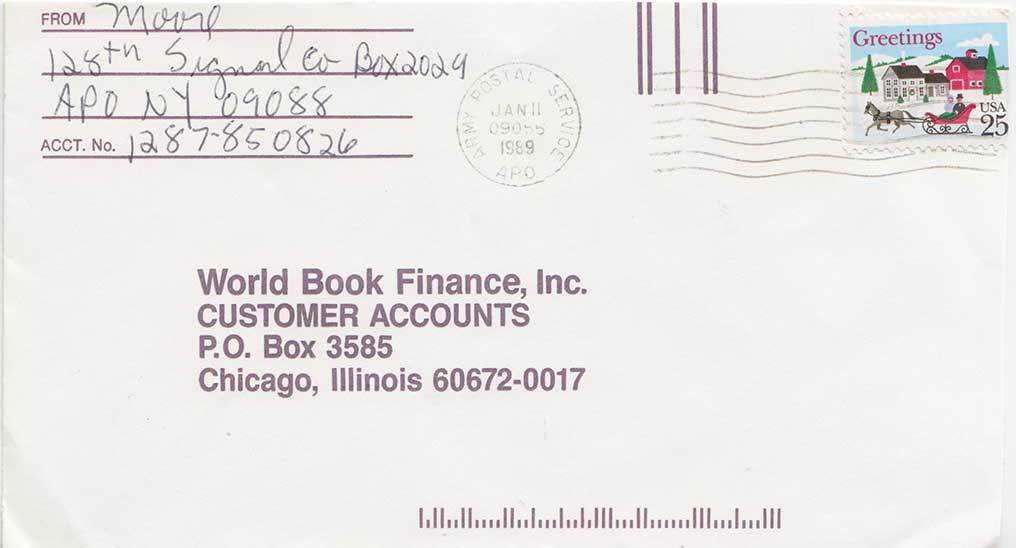 FROM Moore
128th Signal Co Box 2029
APO NY 09088
ACCT. No. 1287-850826
ARMY POSTAL SERVICE
JAN 11
09055
1989
APO
Greetings
USA
25
World Book Finance, Inc.
CUSTOMER ACCOUNTS
P.O. Box 3585
Chicago, Illinois 60672-0017